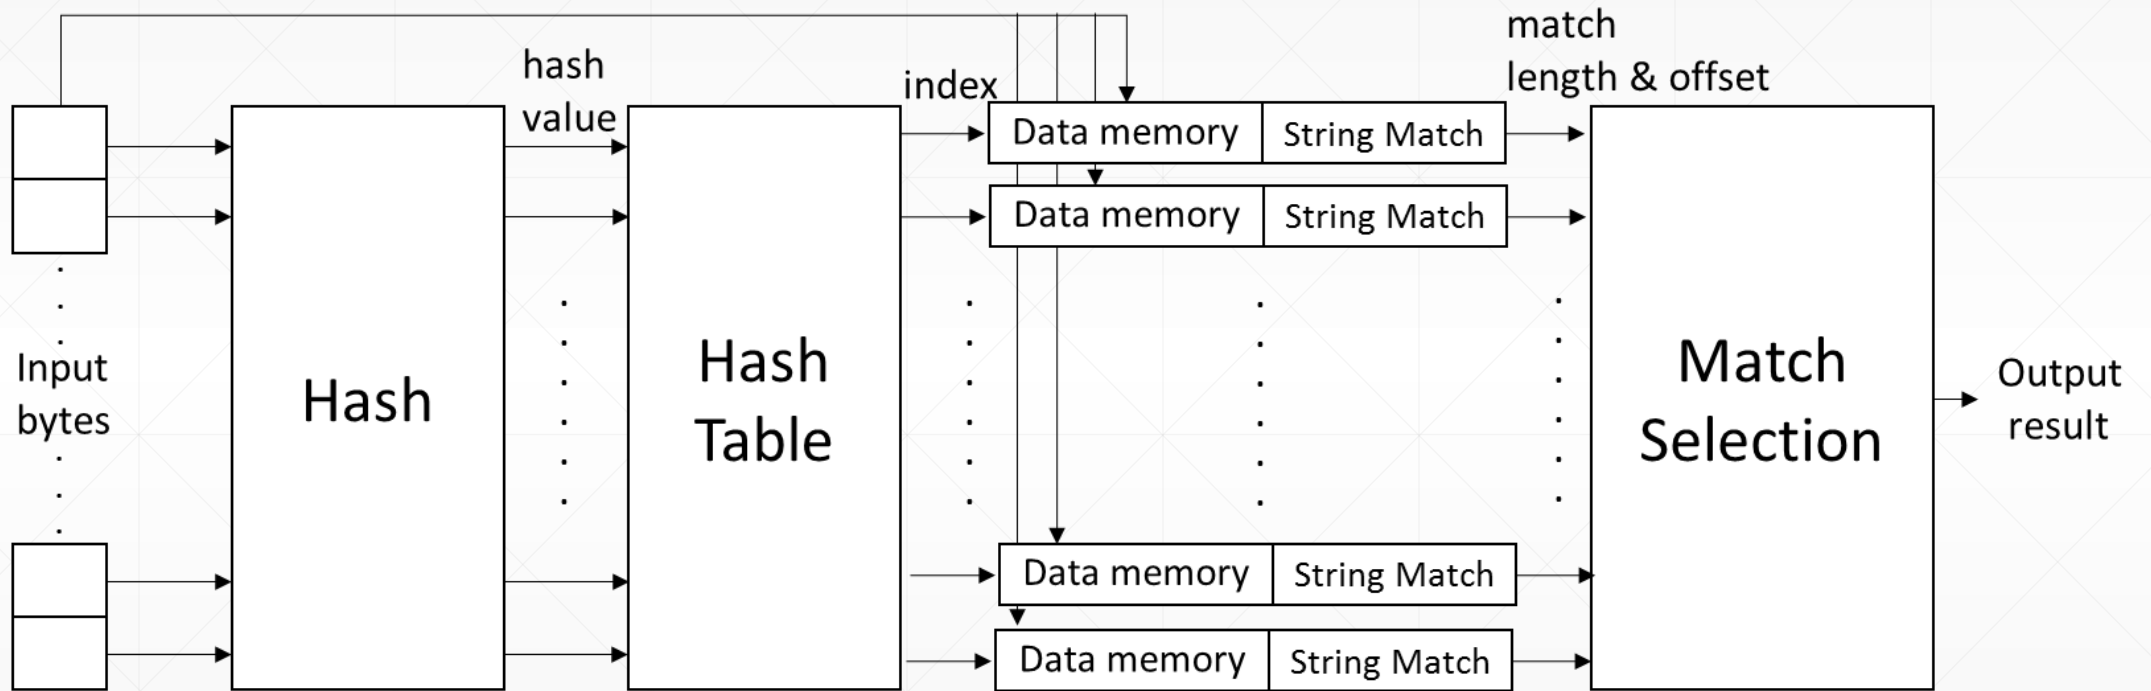 hash
value
index
match
length & offset
Data memory
String Match
Data memory
String Match
Input
bytes
Hash
Hash
Table
Match
Selection
Output
result
Data memory
String Match
Data memory
String Match